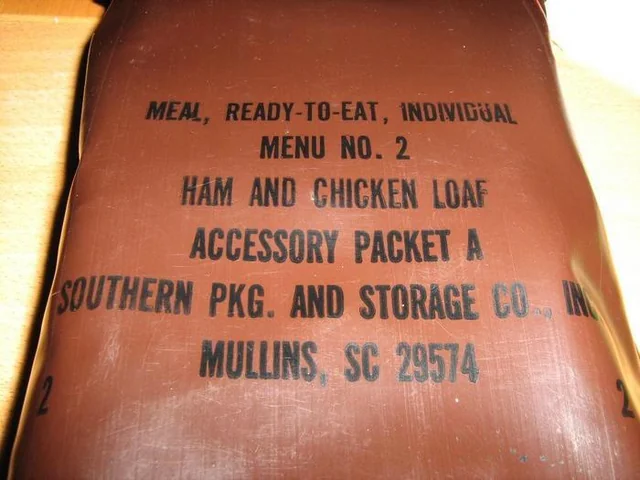 MEAL, READY-TO-EAT, INDIVIDUAL
MENU NO. 2
HAM AND CHICKEN LOAF
ACCESSORY PACKET A
SOUTHERN PKG. AND STORAGE CO., INC.
MULLINS, SC 29574
2 2